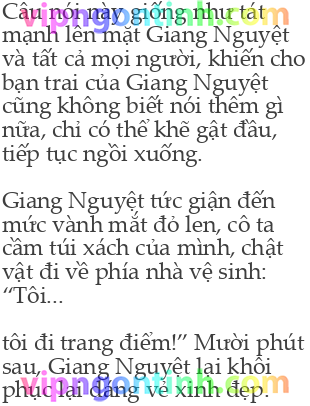 Câu nói này giống như tát
mạnh lên mặt Giang Nguyệt
và tất cả mọi người, khiến cho
bạn trai của Giang Nguyệt
cũng không biết nói thêm gì
nữa, chỉ có thể khẽ gật đầu,
tiếp tục ngồi xuống.
Giang Nguyệt tức giận đến
mức vành mắt đỏ len, cô ta
cầm túi xách của mình, chật
vật đi về phía nhà vệ sinh:
“Tôi...
tôi đi trang điểm!” Mười phút
sau, Giang Nguyệt lại khôi
phục lại dáng vẻ xinh đẹp.
vipngontinh.com